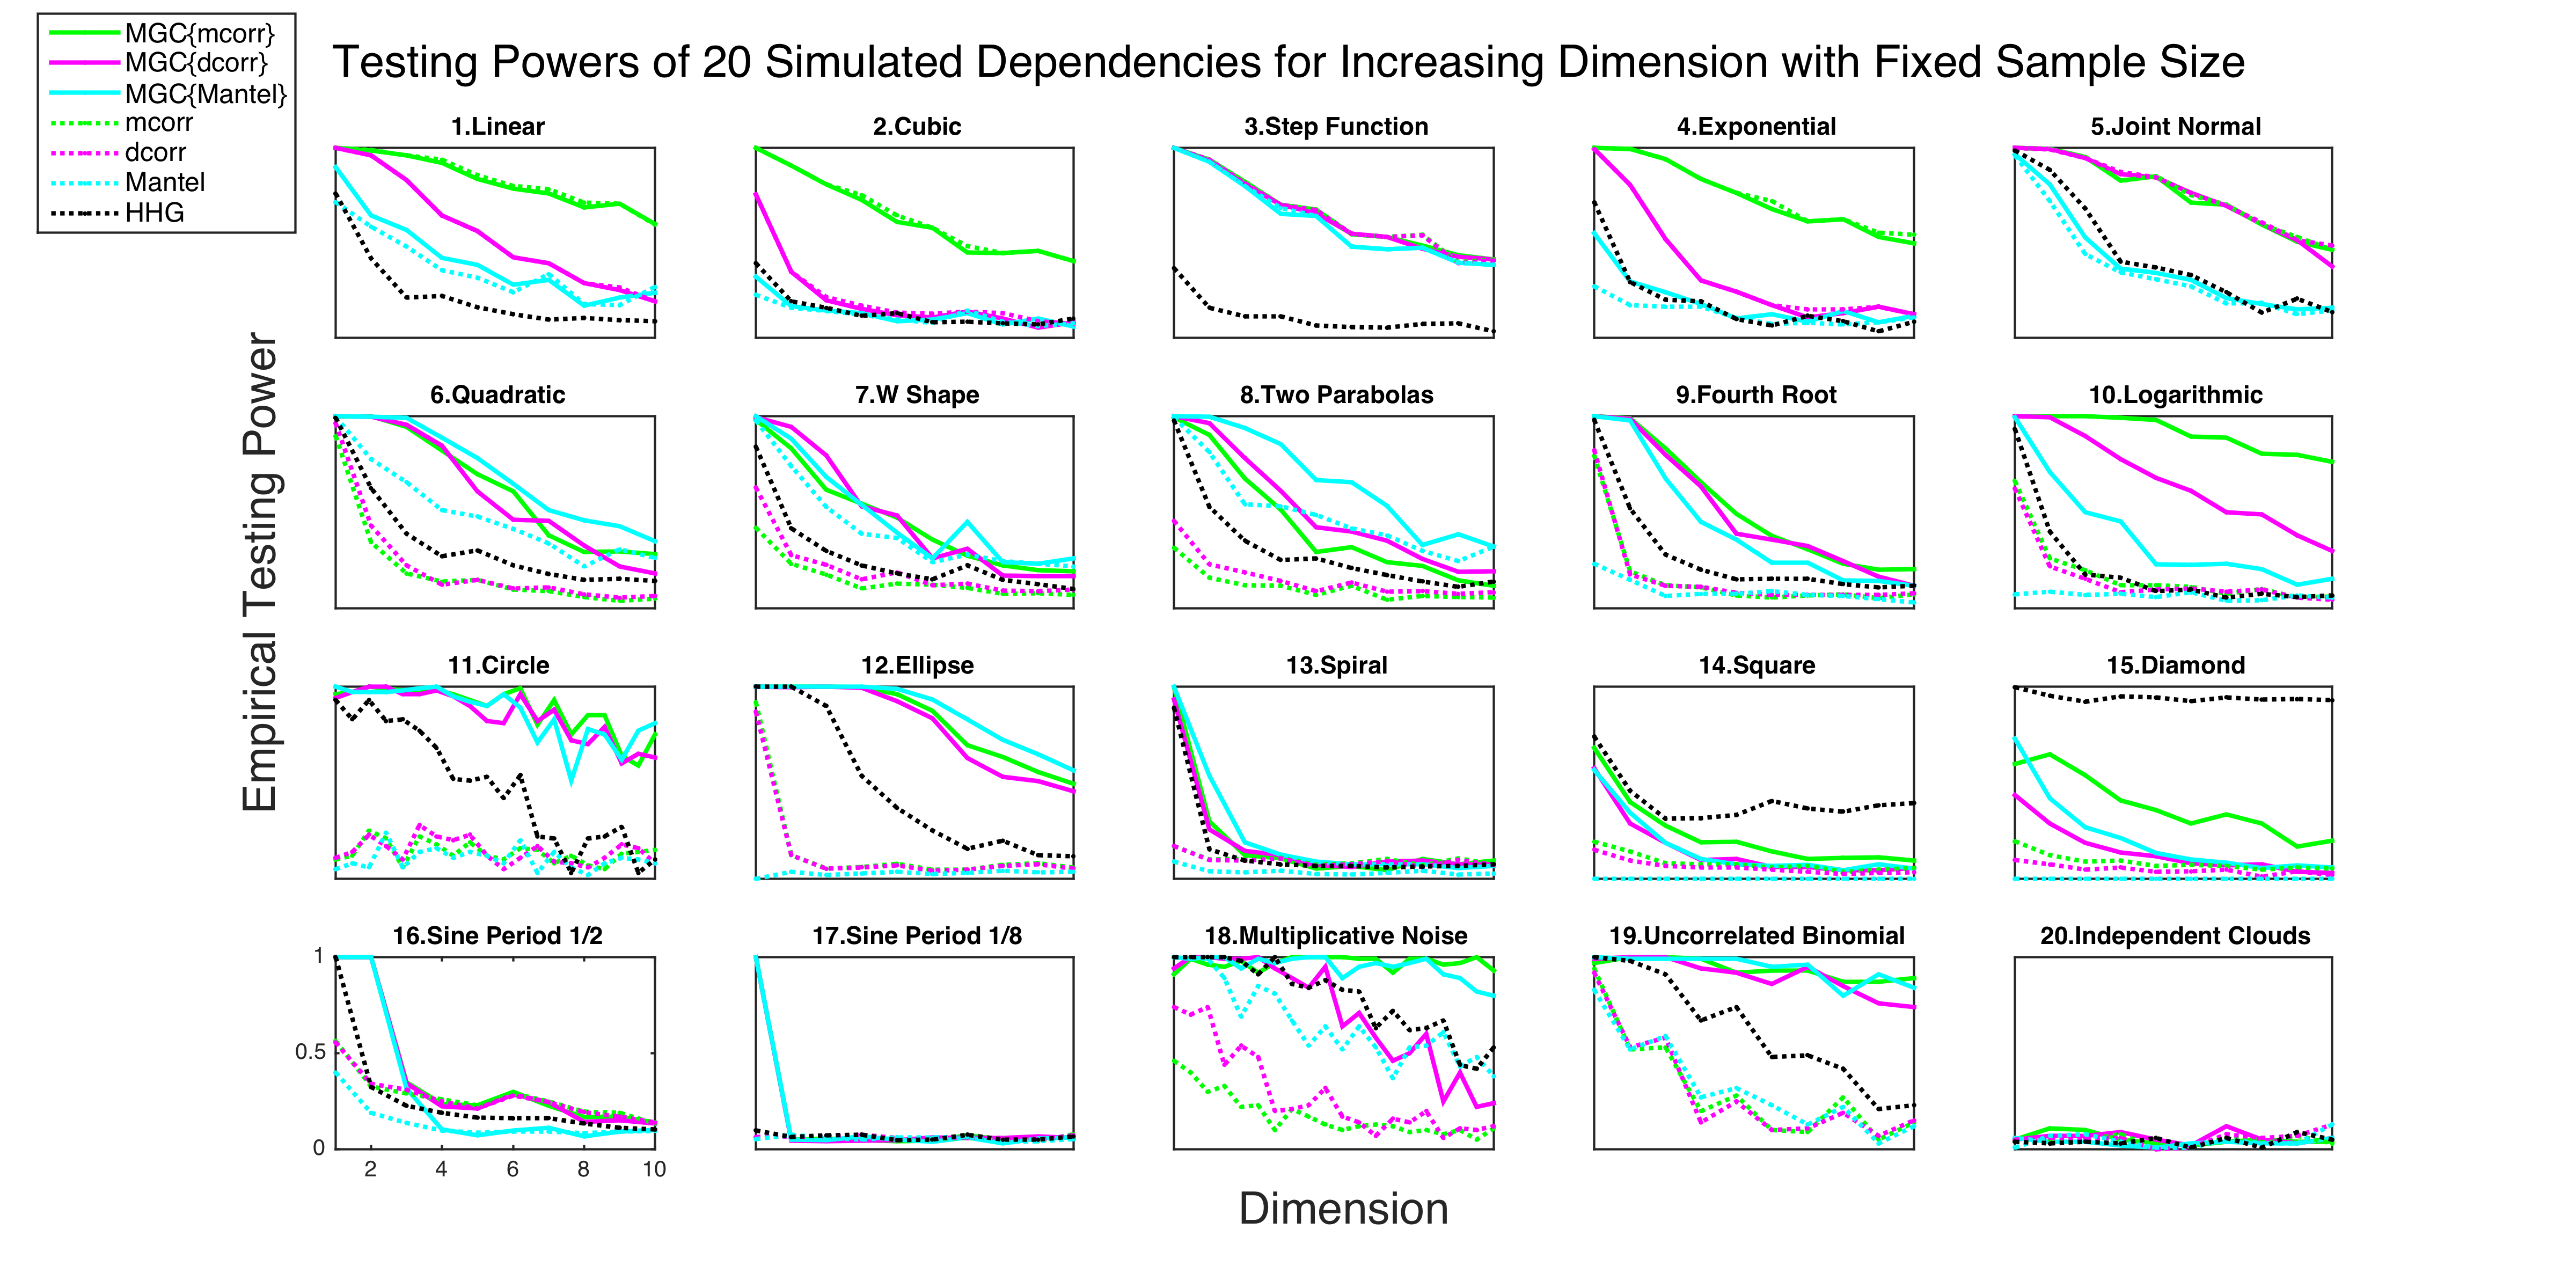 MGC{mcorr}
MGC{dcorr}
MGC{Mantel}
mcorr
dcorr
Mantel
HHG
Testing Powers of 20 Simulated Dependencies for Increasing Dimension with Fixed Sample Size
1.Linear
2.Cubic
3.Step Function
4.Exponential
5.Joint Normal
6.Quadratic
7.W Shape
8.Two Parabolas
9.Fourth Root
10.Logarithmic
11.Circle
12.Ellipse
13.Spiral
14.Square
15.Diamond
16.Sine Period 1/2
17.Sine Period 1/8
18.Multiplicative Noise
19.Uncorrelated Binomial
20.Independent Clouds
1
0.5
0
2 4 6 8 10
Empirical Testing Power
Dimension